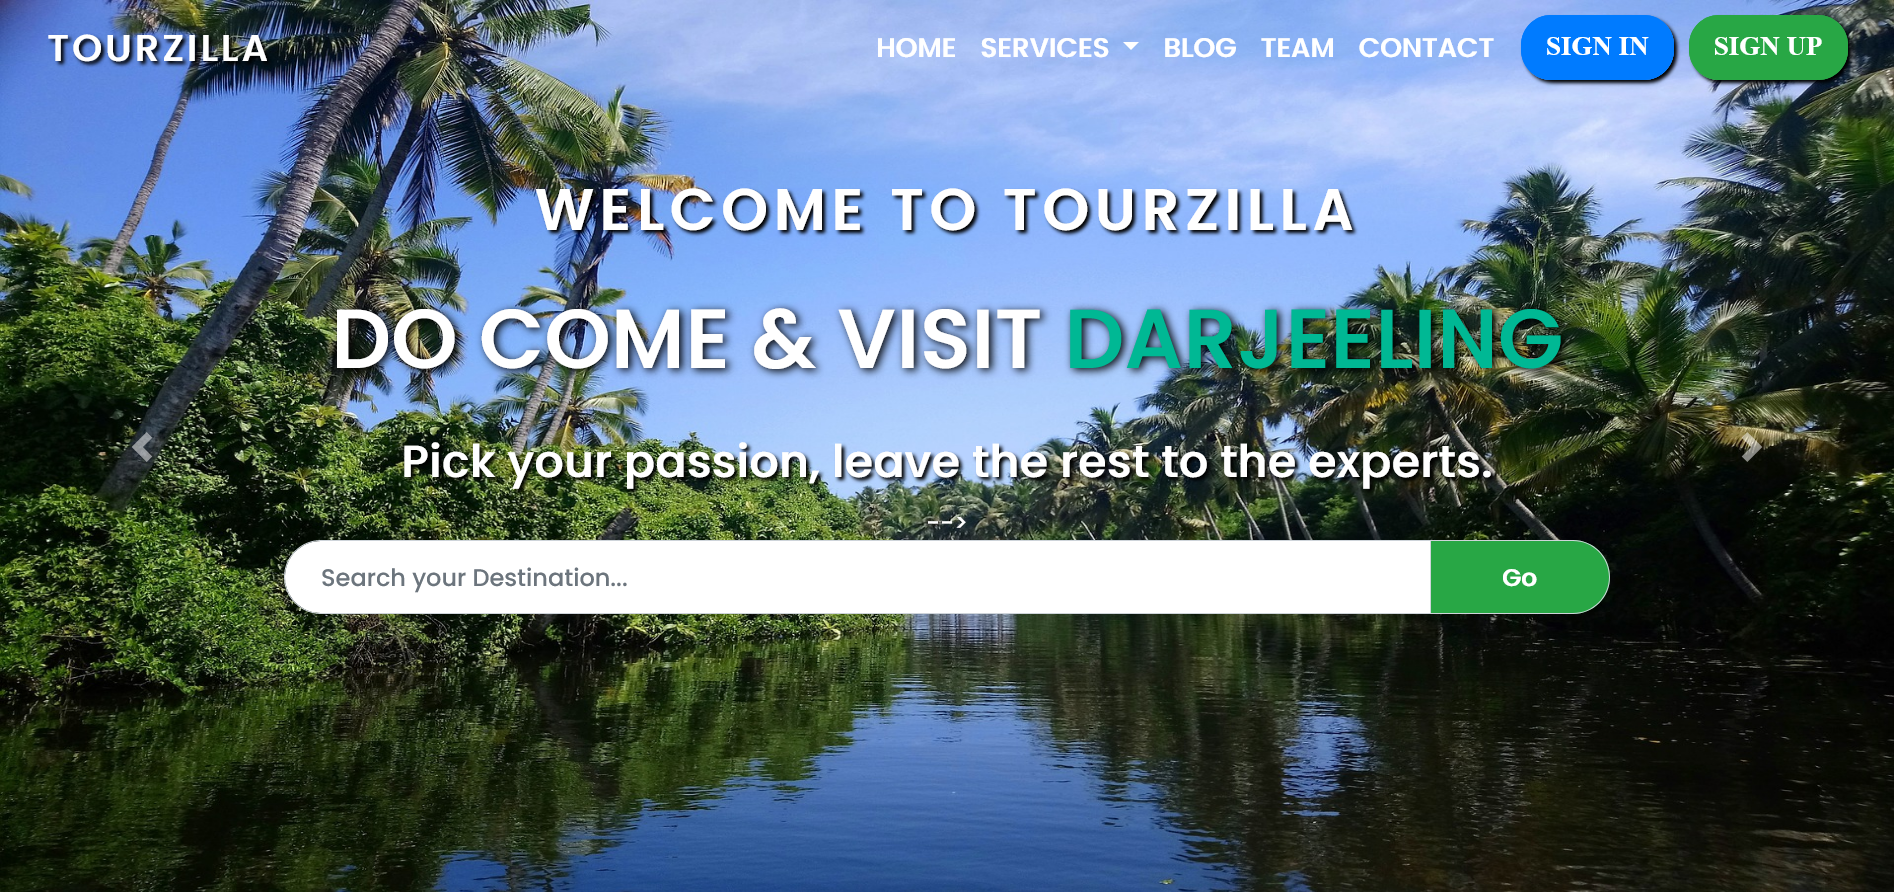 TOURZILLA
HOME SERVICES BLOG TEAM CONTACT SIGN IN SIGN UP
WELCOME TO TOURZILLA
DO COME & VISIT DARJEELING
Pick your passion, leave the rest to the experts.
-->
Search your Destination...
Go